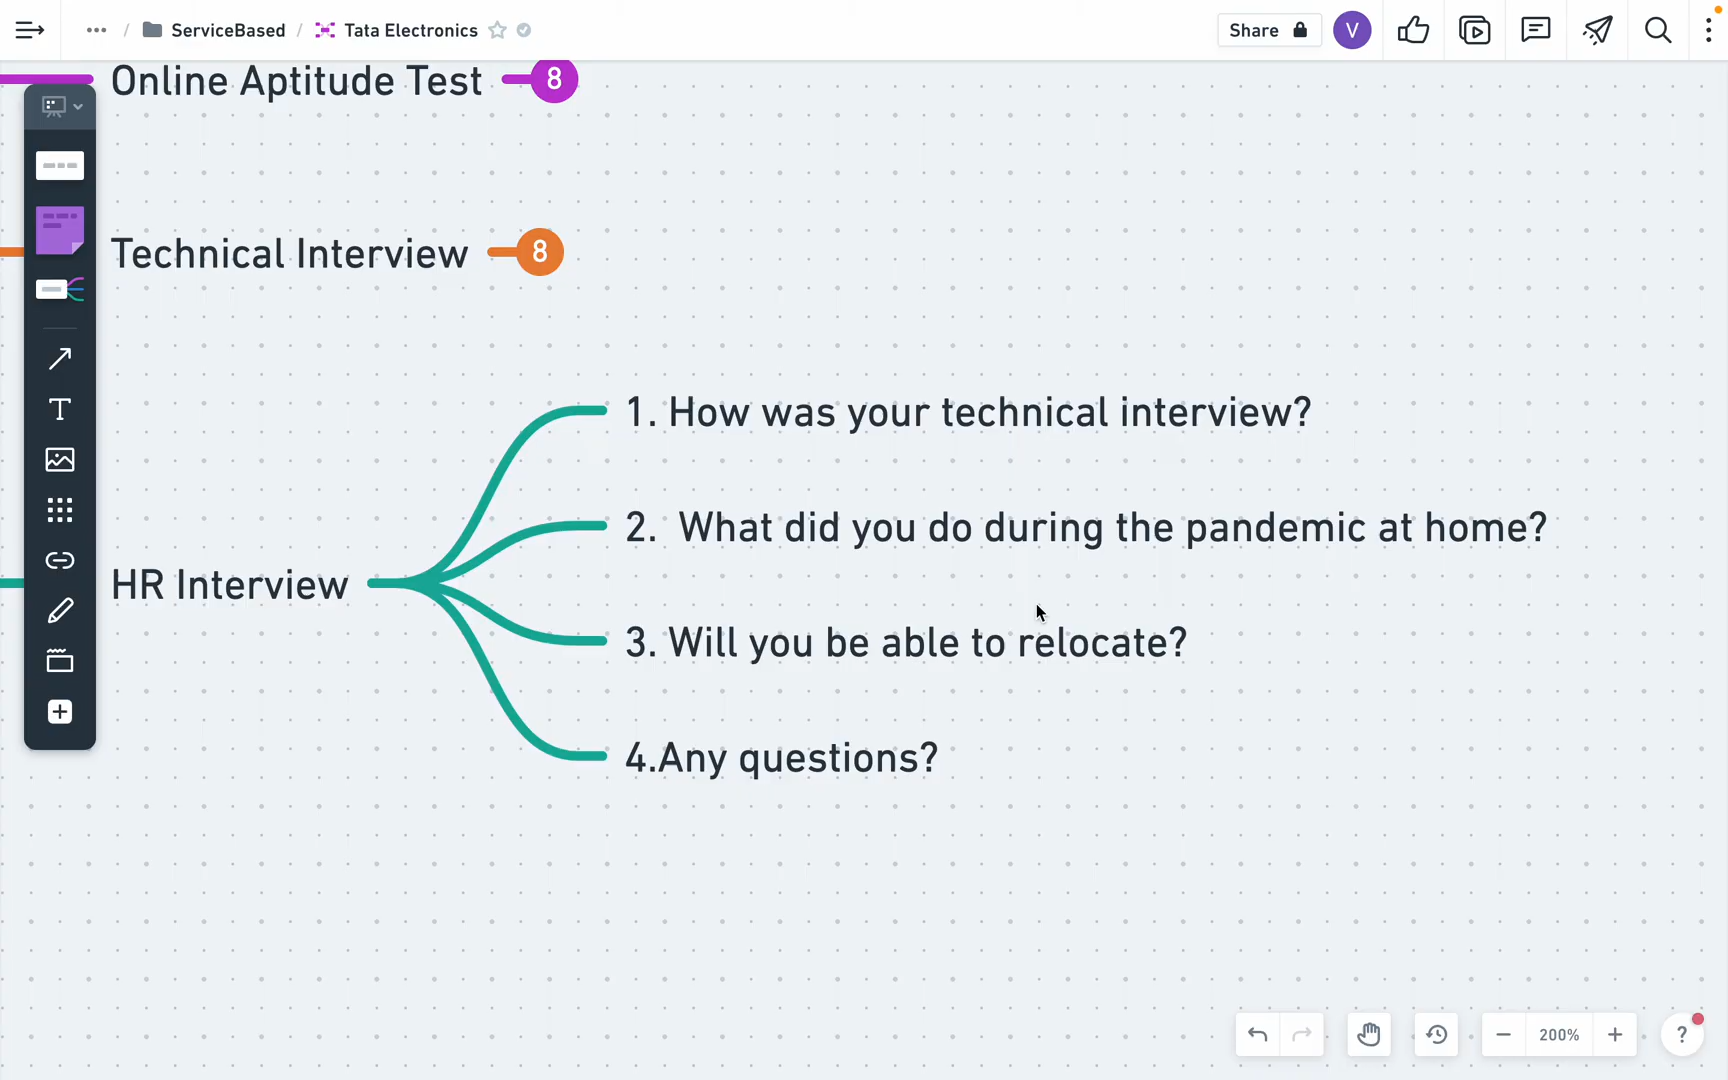 ... / ServiceBased / Tata Electronics
Share
V
Online Aptitude Test 8
Technical Interview 8
HR Interview
1. How was your technical interview?
2.  What did you do during the pandemic at home?
3. Will you be able to relocate?
4.Any questions?
T
200%
?